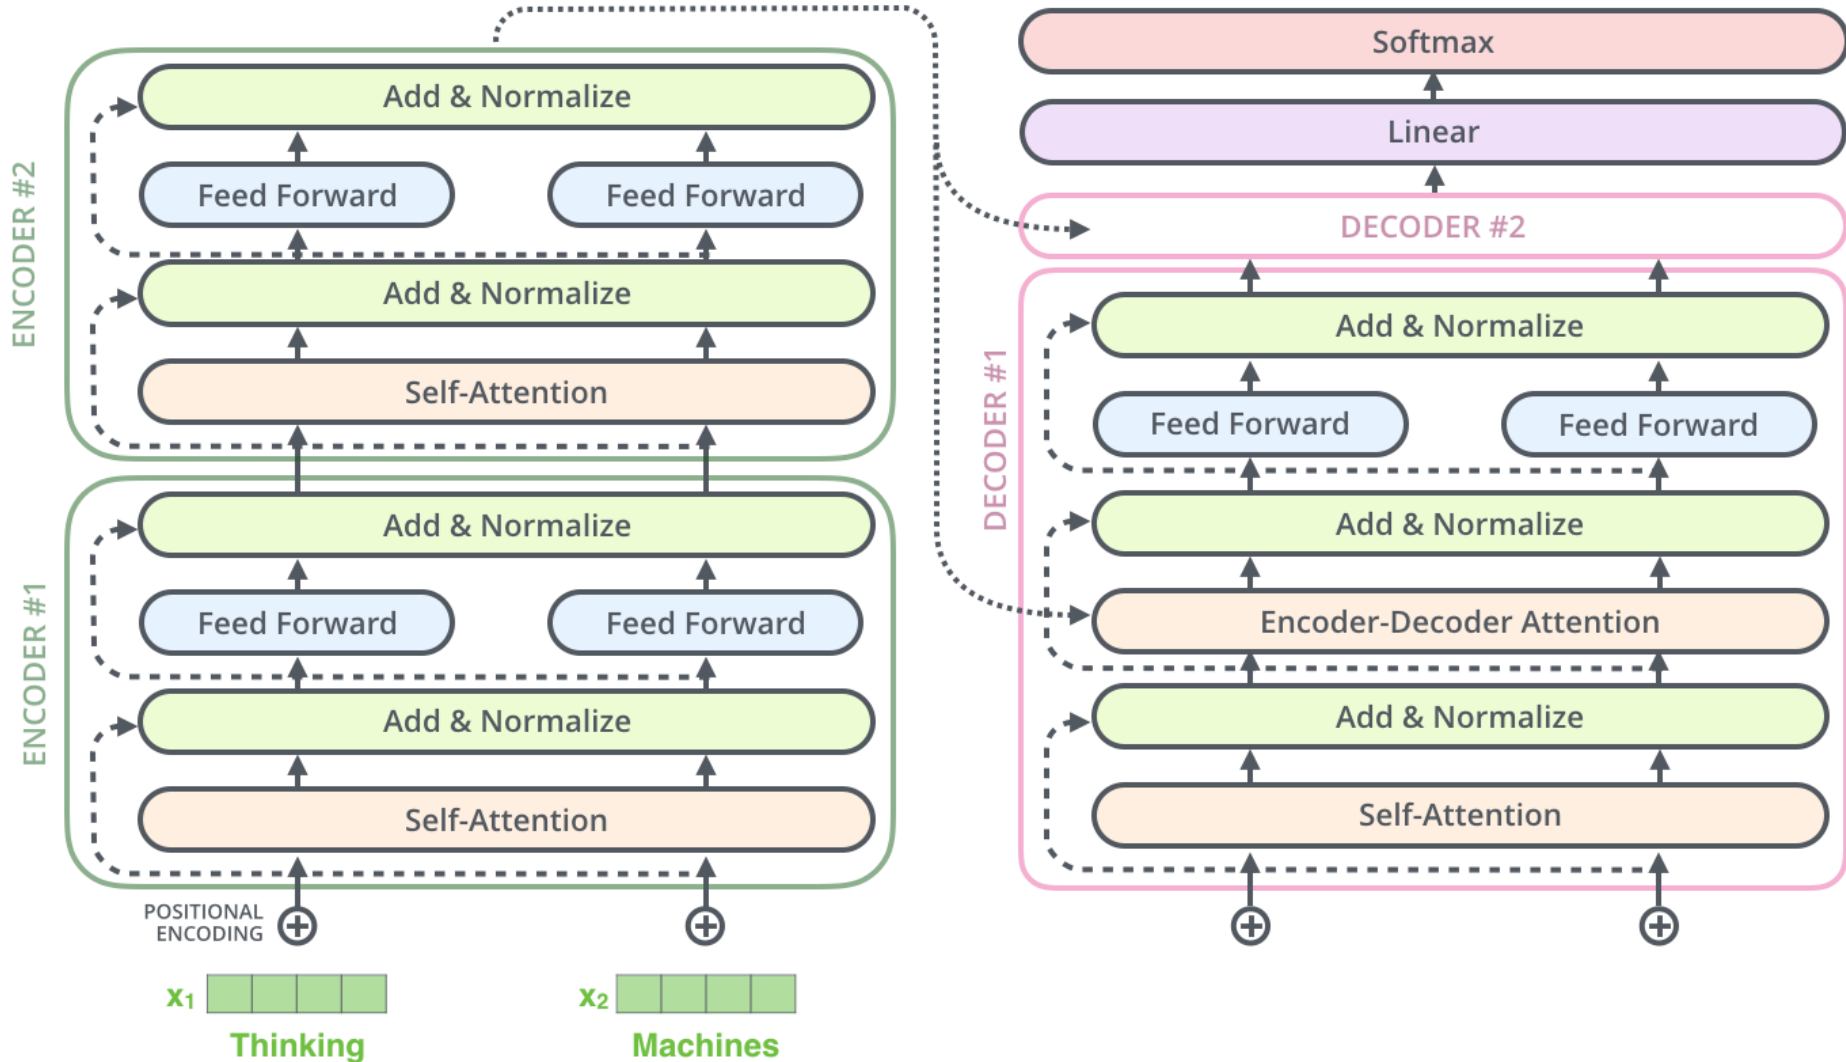 ENCODER #2
Add & Normalize
Feed Forward
Feed Forward
Add & Normalize
Self-Attention
ENCODER #1
Add & Normalize
Feed Forward
Feed Forward
Add & Normalize
Self-Attention
POSITIONAL
ENCODING
x1
x2
Thinking
Machines
Softmax
Linear
DECODER #2
DECODER #1
Add & Normalize
Feed Forward
Feed Forward
Add & Normalize
Encoder-Decoder Attention
Add & Normalize
Self-Attention